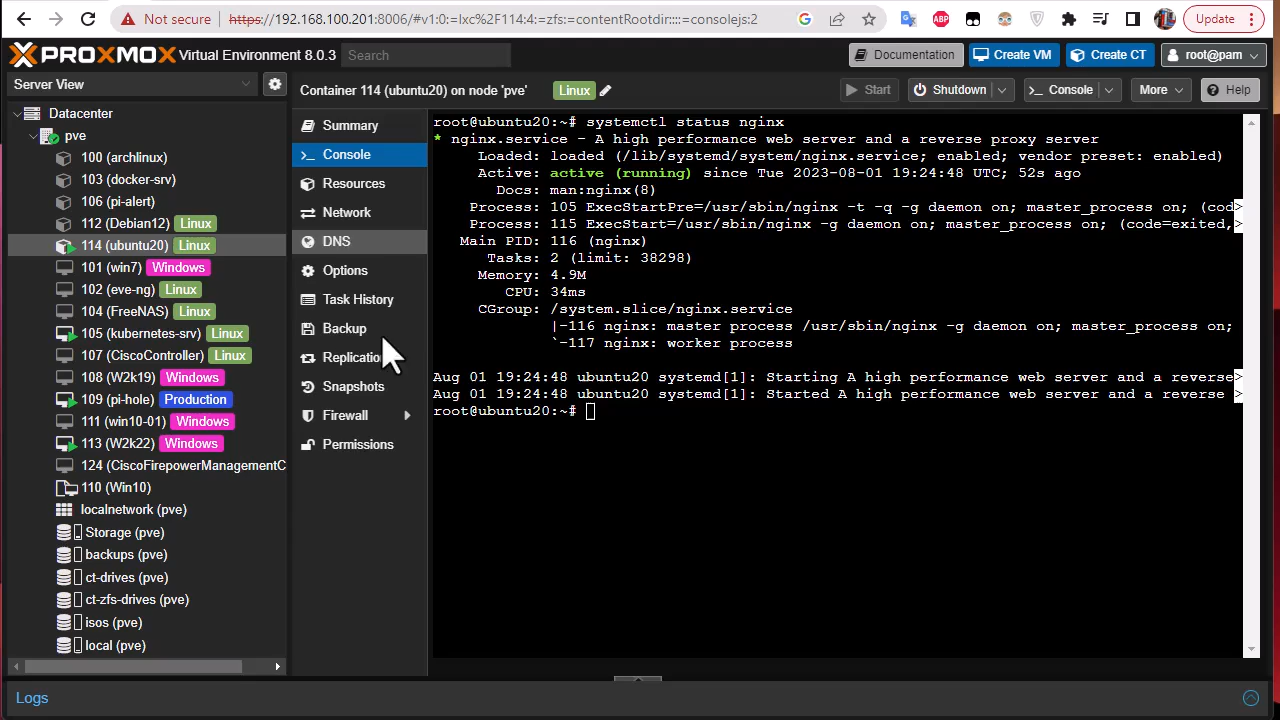 Not secure https://192.168.100.201:8006/#v1:0:=lxc%2F114:4:=zfs:=contentRootdir::::=consolejs:2 ABP Update
PROXMOX Virtual Environment 8.0.3 Search Documentation Create VM Create CT root@pam
Server View
Container 114 (ubuntu20) on node 'pve' Linux Start Shutdown Console More Help
Datacenter
pve
100 (archlinux)
103 (docker-srv)
106 (pi-alert)
112 (Debian12) Linux
114 (ubuntu20) Linux
101 (win7) Windows
102 (eve-ng) Linux
104 (FreeNAS) Linux
105 (kubernetes-srv) Linux
107 (CiscoController) Linux
108 (W2k19) Windows
109 (pi-hole) Production
111 (win10-01) Windows
113 (W2k22) Windows
124 (CiscoFirepowerManagementC
110 (Win10)
localnetwork (pve)
Storage (pve)
backups (pve)
ct-drives (pve)
ct-zfs-drives (pve)
isos (pve)
local (pve)
Summary
Console
Resources
Network
DNS
Options
Task History
Backup
Replicatio
Snapshots
Firewall
Permissions
root@ubuntu20:~# systemctl status nginx
* nginx.service - A high performance web server and a reverse proxy server
Loaded: loaded (/lib/systemd/system/nginx.service; enabled; vendor preset: enabled)
Active: active (running) since Tue 2023-08-01 19:24:48 UTC; 52s ago
Docs: man:nginx(8)
Process: 105 ExecStartPre=/usr/sbin/nginx -t -q -g daemon on; master_process on; (cod>
Process: 115 ExecStart=/usr/sbin/nginx -g daemon on; master_process on; (code=exited,>
Main PID: 116 (nginx)
Tasks: 2 (limit: 38298)
Memory: 4.9M
CPU: 34ms
CGroup: /system.slice/nginx.service
|-116 nginx: master process /usr/sbin/nginx -g daemon on; master_process on;
`-117 nginx: worker process
Aug 01 19:24:48 ubuntu20 systemd[1]: Starting A high performance web server and a reverse>
Aug 01 19:24:48 ubuntu20 systemd[1]: Started A high performance web server and a reverse >
root@ubuntu20:~#
Logs